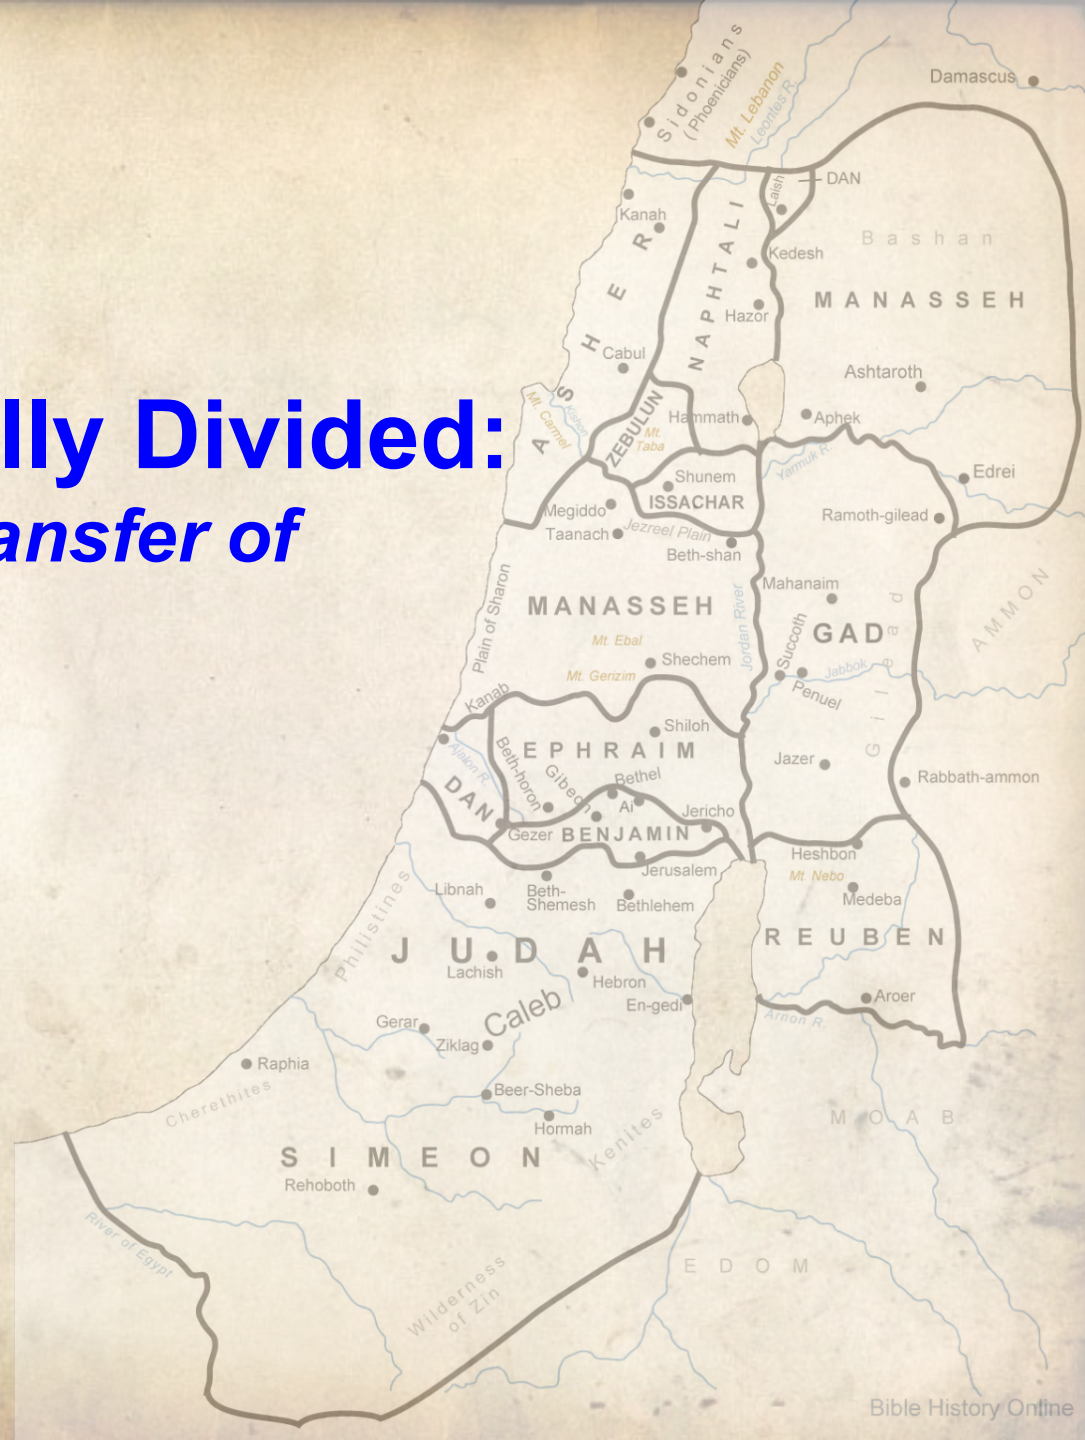 Sidonians
(Phoenicians)
Mt. Lebanon
Leontes R.
Damascus
Laish
DAN
Kanah
ASHER
NAPHTALI
Bashan
Kedesh
MANASSEH
Hazor
Cabul
Ashtaroth
Mt. Carmel
Kishon
ZEBULUN
Hammath
Aphek
Mt.
Taba
lly Divided:
Yarmuk R.
Edrei
Shunem
ISSACHAR
Megiddo
Ramoth-gilead
ansfer of
Taanach
Jezreel Plain
Beth-shan
Plain of Sharon
Mahanaim
MANASSEH
Jordan River
Succoth
GAD
Gilead
AMMON
Mt. Ebal
Shechem
Mt. Gerizim
Jabbok
Penuel
Kanab
Shiloh
EPHRAIM
Ajalon R.
Beth-horon
Gibeon
Jazer
Bethel
Rabbath-ammon
DAN
Ai
Jericho
Gezer
BENJAMIN
Heshbon
Jerusalem
Mt. Nebo
Libnah
Beth-
Shemesh
Bethlehem
Medeba
Philistines
REUBEN
JUDAH
Lachish
Hebron
En-gedi
Aroer
Caleb
Arnon R.
Gerar
Ziklag
Raphia
Cherethites
Beer-Sheba
Hormah
Kenites
MOAB
SIMEON
Rehoboth
River of Egypt
Wilderness
of Zin
EDOM
Bible History Online